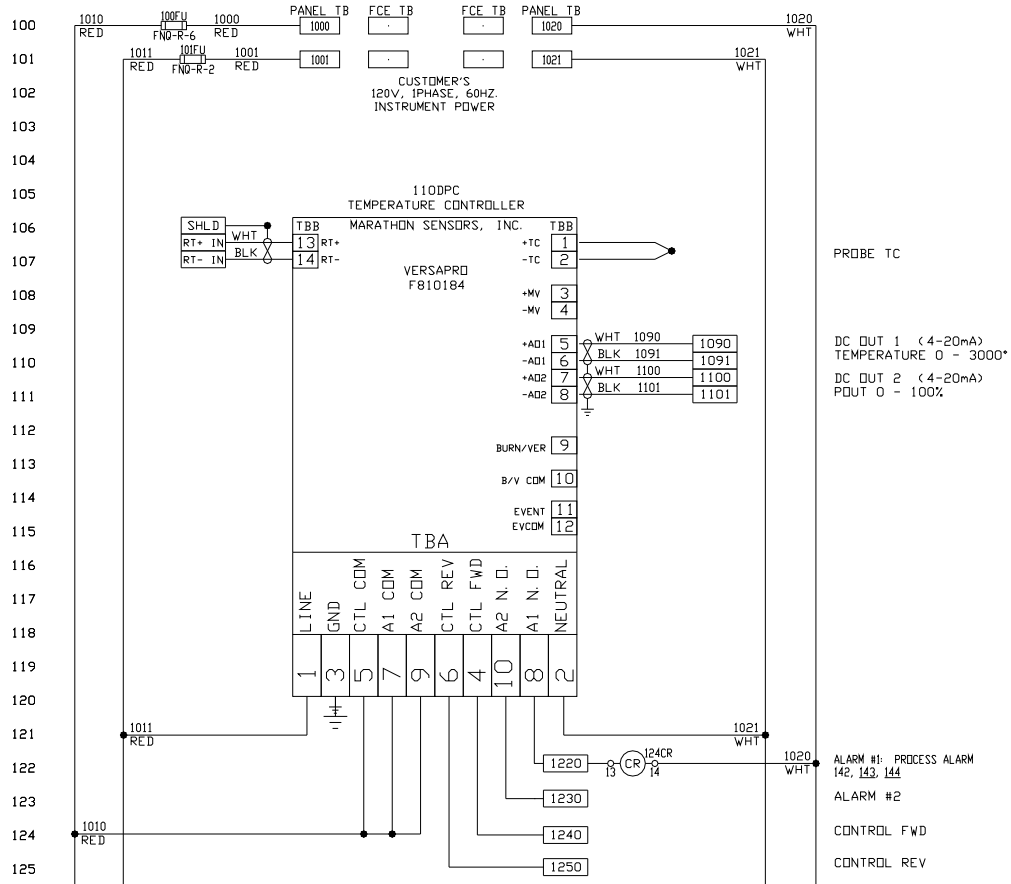 PANEL TB FCE TB FCE TB PANEL TB
100 1010 RED 100FU FNQ-R-6 1000 RED 1000 · · 1020 1020 WHT
101 1011 RED 101FU FNQ-R-2 1001 RED 1001 · · 1021 1021 WHT
CUSTOMER'S
102 120V, 1PHASE, 60HZ.
INSTRUMENT POWER
103
104
105
110DPC
TEMPERATURE CONTROLLER
106 SHLD TBB MARATHON SENSORS, INC. TBB
RT+ IN WHT 13 RT+ +TC 1
107 RT- IN BLK 14 RT- -TC 2 PROBE TC
VERSAPRO
F810184
108 +MV 3
-MV 4
109 +AO1 5 WHT 1090 1090 DC OUT 1 (4-20mA)
110 -AO1 6 BLK 1091 1091 TEMPERATURE 0 - 3000°
+AO2 7 WHT 1100 1100 DC OUT 2 (4-20mA)
111 -AO2 8 BLK 1101 1101 POUT 0 - 100%
112
BURN/VER 9
113
B/V COM 10
114
EVENT 11
115 EVCOM 12
TBA
116
117
118
LINE GND CTL COM A1 COM A2 COM CTL REV CTL FWD A2 N.O. A1 N.O. NEUTRAL
119 1 3 5 7 9 6 4 10 8 2
120
121 1011 RED 1021 WHT
122 1220 13 CR 124CR 14 1020 WHT ALARM #1: PROCESS ALARM
142, 143, 144
123 1230 ALARM #2
124 1010 RED 1240 CONTROL FWD
125 1250 CONTROL REV